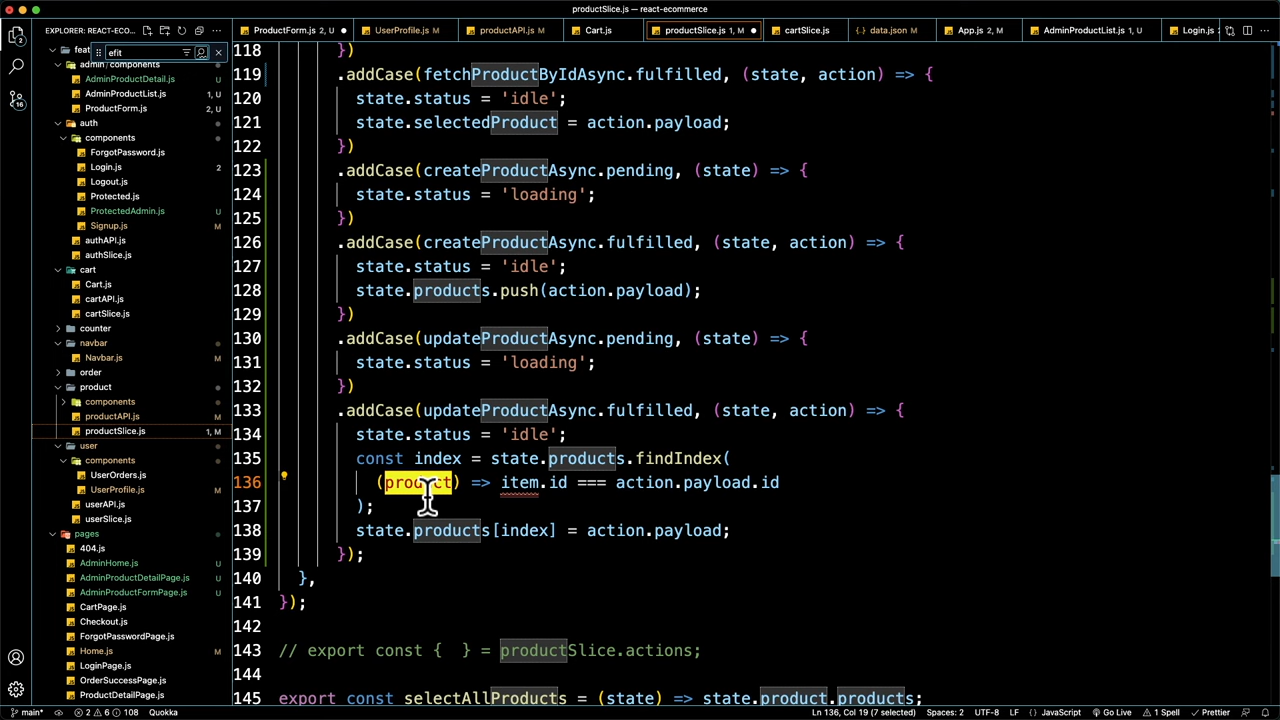 productSlice.js — react-ecommerce
EXPLORER: REACT-ECO...
ProductForm.js 2, U
UserProfile.js M
productAPI.js M
Cart.js
productSlice.js 1, M
cartSlice.js
data.json M
App.js 2, M
AdminProductList.js 1, U
Login.js
efit
admin/components
AdminProductDetail.js U
AdminProductList.js 1, U
ProductForm.js 2, U
auth
components
ForgotPassword.js
Login.js 2
Logout.js
Protected.js
ProtectedAdmin.js U
Signup.js M
authAPI.js
authSlice.js
cart
Cart.js
cartAPI.js
cartSlice.js
counter
navbar
Navbar.js M
order
product
components
productAPI.js M
productSlice.js 1, M
user
components
UserOrders.js
UserProfile.js M
userAPI.js
userSlice.js
pages
404.js
AdminHome.js U
AdminProductDetailPage.js U
AdminProductFormPage.js U
CartPage.js
Checkout.js
ForgotPasswordPage.js
Home.js M
LoginPage.js
OrderSuccessPage.js
ProductDetailPage.js
118 })
119 .addCase(fetchProductByIdAsync.fulfilled, (state, action) => {
120 state.status = 'idle';
121 state.selectedProduct = action.payload;
122 })
123 .addCase(createProductAsync.pending, (state) => {
124 state.status = 'loading';
125 })
126 .addCase(createProductAsync.fulfilled, (state, action) => {
127 state.status = 'idle';
128 state.products.push(action.payload);
129 })
130 .addCase(updateProductAsync.pending, (state) => {
131 state.status = 'loading';
132 })
133 .addCase(updateProductAsync.fulfilled, (state, action) => {
134 state.status = 'idle';
135 const index = state.products.findIndex(
136 (product) => item.id === action.payload.id
137 );
138 state.products[index] = action.payload;
139 });
140 },
141 });
142
143 // export const { } = productSlice.actions;
144
145 export const selectAllProducts = (state) => state.product.products;
main* 2 6 108 Quokka
Ln 136, Col 19 (7 selected) Spaces: 2 UTF-8 LF {} JavaScript Go Live 1 Spell Prettier